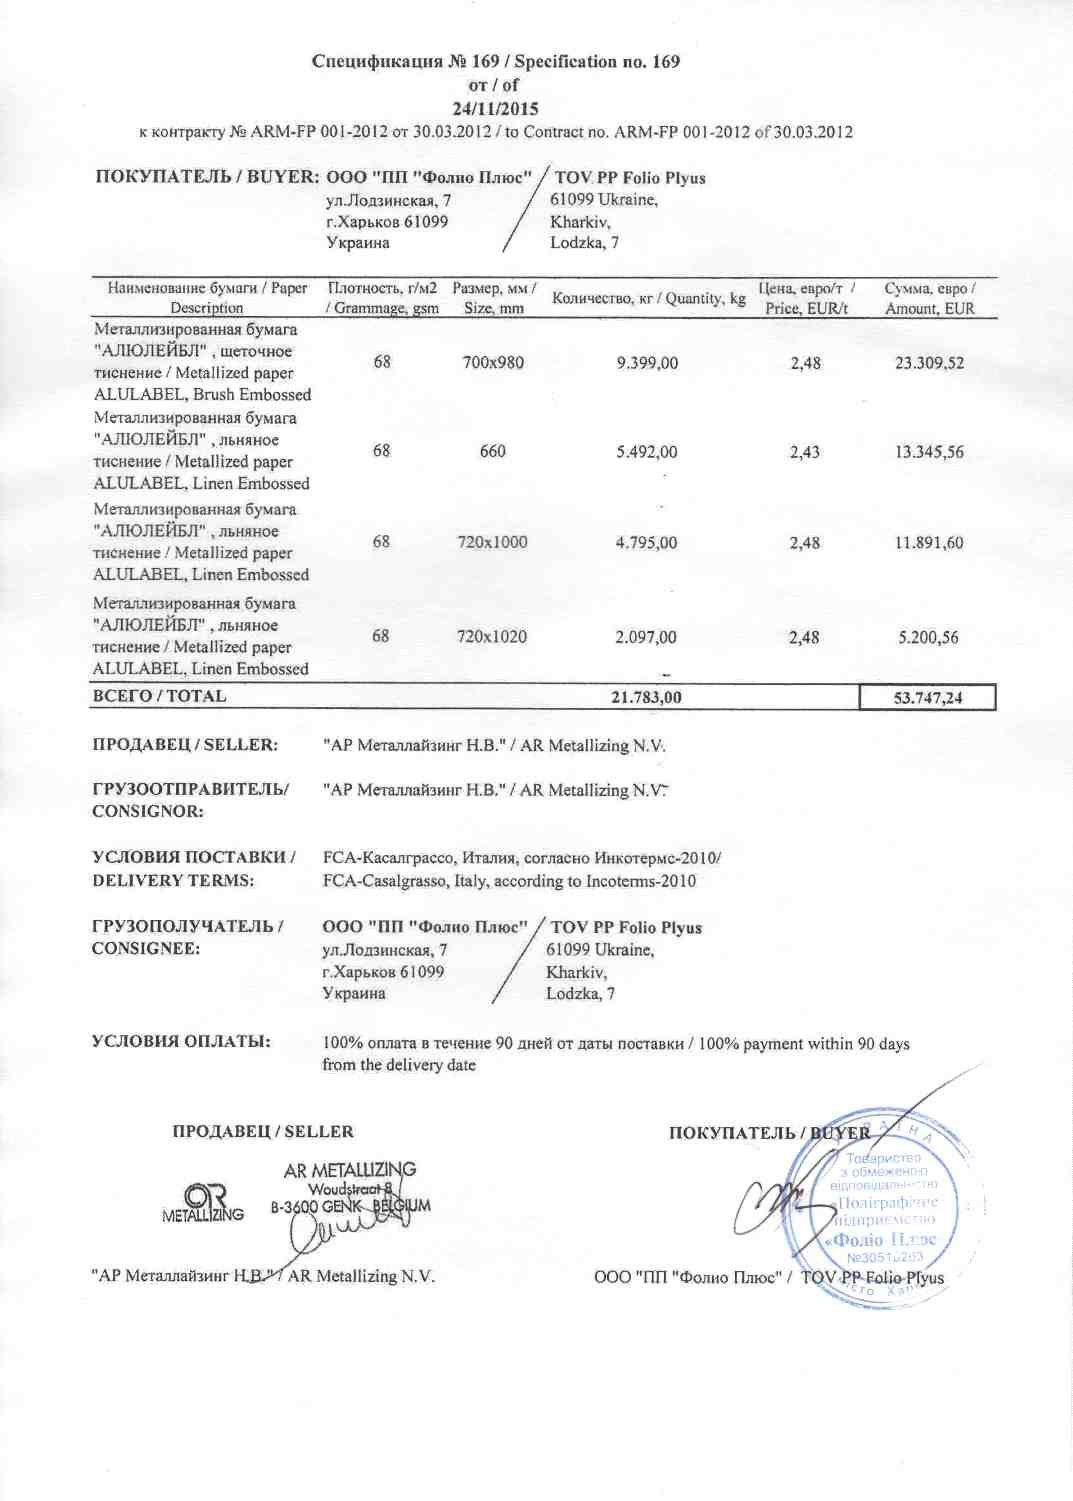 Спецификация № 169 / Specification no. 169
от / of
24/11/2015
к контракту № ARM-FP 001-2012 от 30.03.2012 / to Contract no. ARM-FP 001-2012 of 30.03.2012
ПОКУПАТЕЛЬ / BUYER: ООО "ПП "Фолио Плюс" / TOV PP Folio Plyus
ул.Лодзинская, 7 61099 Ukraine,
г.Харьков 61099 Kharkiv,
Украина Lodzka, 7
Наименование бумаги / Paper Плотность, г/м2 Размер, мм / Количество, кг / Quantity, kg Цена, евро/т / Сумма, евро /
Description / Grammage, gsm Size, mm Price, EUR/t Amount, EUR
Металлизированная бумага
"АЛЮЛЕЙБЛ" , щеточное
тиснение / Metallized paper 68 700x980 9.399,00 2,48 23.309,52
ALULABEL, Brush Embossed
Металлизированная бумага
"АЛЮЛЕЙБЛ" , льняное
тиснение / Metallized paper 68 660 5.492,00 2,43 13.345,56
ALULABEL, Linen Embossed
Металлизированная бумага
"АЛЮЛЕЙБЛ" , льняное
тиснение / Metallized paper 68 720x1000 4.795,00 2,48 11.891,60
ALULABEL, Linen Embossed
Металлизированная бумага
"АЛЮЛЕЙБЛ" , льняное
тиснение / Metallized paper 68 720x1020 2.097,00 2,48 5.200,56
ALULABEL, Linen Embossed
ВСЕГО / TOTAL 21.783,00 53.747,24
ПРОДАВЕЦ / SELLER: "АР Металлайзинг Н.В." / AR Metallizing N.V.
ГРУЗООТПРАВИТЕЛЬ/ "АР Металлайзинг Н.В." / AR Metallizing N.V.
CONSIGNOR:
УСЛОВИЯ ПОСТАВКИ / FCA-Касалграссо, Италия, согласно Инкотермс-2010/
DELIVERY TERMS: FCA-Casalgrasso, Italy, according to Incoterms-2010
ГРУЗОПОЛУЧАТЕЛЬ / ООО "ПП "Фолио Плюс" / TOV PP Folio Plyus
CONSIGNEE: ул.Лодзинская, 7 61099 Ukraine,
г.Харьков 61099 Kharkiv,
Украина Lodzka, 7
УСЛОВИЯ ОПЛАТЫ: 100% оплата в течение 90 дней от даты поставки / 100% payment within 90 days
from the delivery date
ПРОДАВЕЦ / SELLER ПОКУПАТЕЛЬ / BUYER
AR METALLIZING
Woudstraat 8
B-3600 GENK BELGIUM
METALLIZING
Товариство
з обмеженою
відповідальністю
«Поліграфічне
підприємство
«Фоліо Плюс
"АР Металлайзинг Н.В." / AR Metallizing N.V. ООО "ПП "Фолио Плюс" / TOV PP Folio Plyus